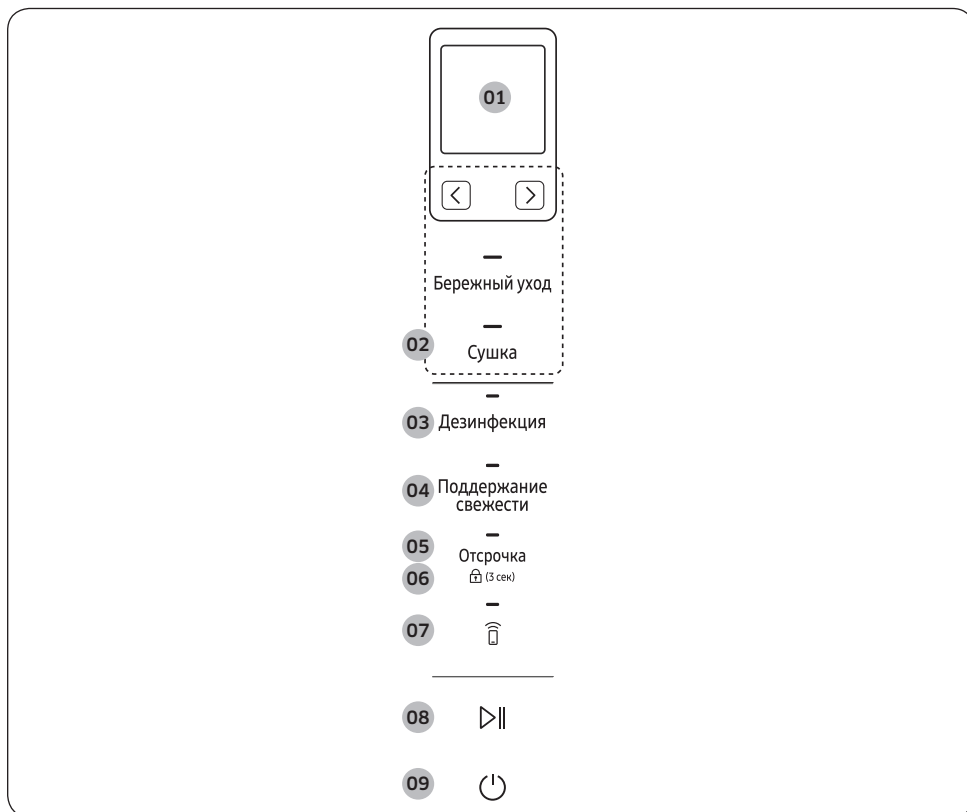 01
Бережный уход
02
Сушка
03 Дезинфекция
04 Поддержание
свежести
05
Отсрочка
06 (3 сек)
07
08
09